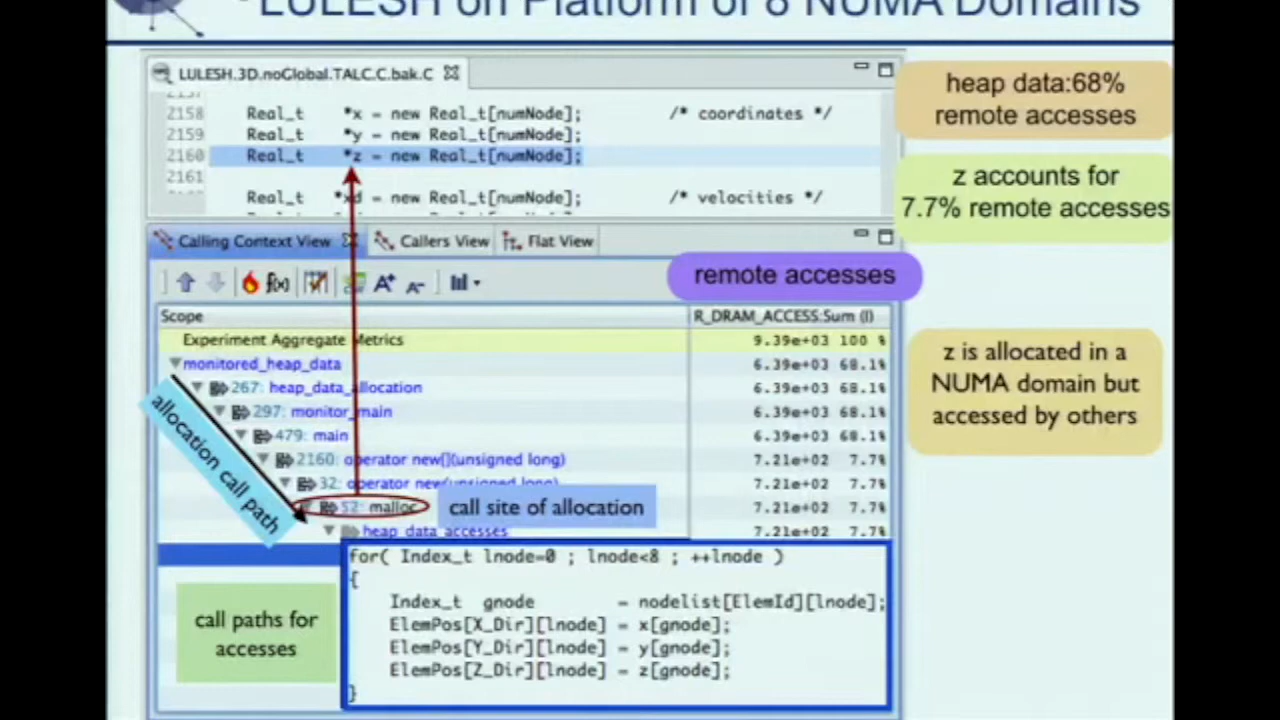 LULESH on Platform of 8 NUMA Domains
LULESH.3D.noGlobal.TALC.C.bak.C
2157
2158 Real_t *x = new Real_t[numNode]; /* coordinates */
2159 Real_t *y = new Real_t[numNode];
2160 Real_t *z = new Real_t[numNode];
2161
Real_t *xd = new Real_t[numNode]; /* velocities */
heap data:68%
remote accesses
z accounts for
7.7% remote accesses
Calling Context View Callers View Flat View
f(x) A+ A-
remote accesses
Scope R_DRAM_ACCESS:Sum (I)
Experiment Aggregate Metrics 9.39e+03 100 %
monitored_heap_data 6.39e+03 68.1%
267: heap_data_allocation 6.39e+03 68.1%
297: monitor_main 6.39e+03 68.1%
479: main 6.39e+03 68.1%
2160: operator new[](unsigned long) 7.21e+02 7.7%
32: operator new(unsigned long) 7.21e+02 7.7%
52: malloc 7.21e+02 7.7%
heap_data_accesses 7.21e+02 7.7%
allocation call path
call site of allocation
z is allocated in a
NUMA domain but
accessed by others
call paths for
accesses
for( Index_t lnode=0 ; lnode<8 ; ++lnode )
{
Index_t gnode = nodelist[ElemId][lnode];
ElemPos[X_Dir][lnode] = x[gnode];
ElemPos[Y_Dir][lnode] = y[gnode];
ElemPos[Z_Dir][lnode] = z[gnode];
}